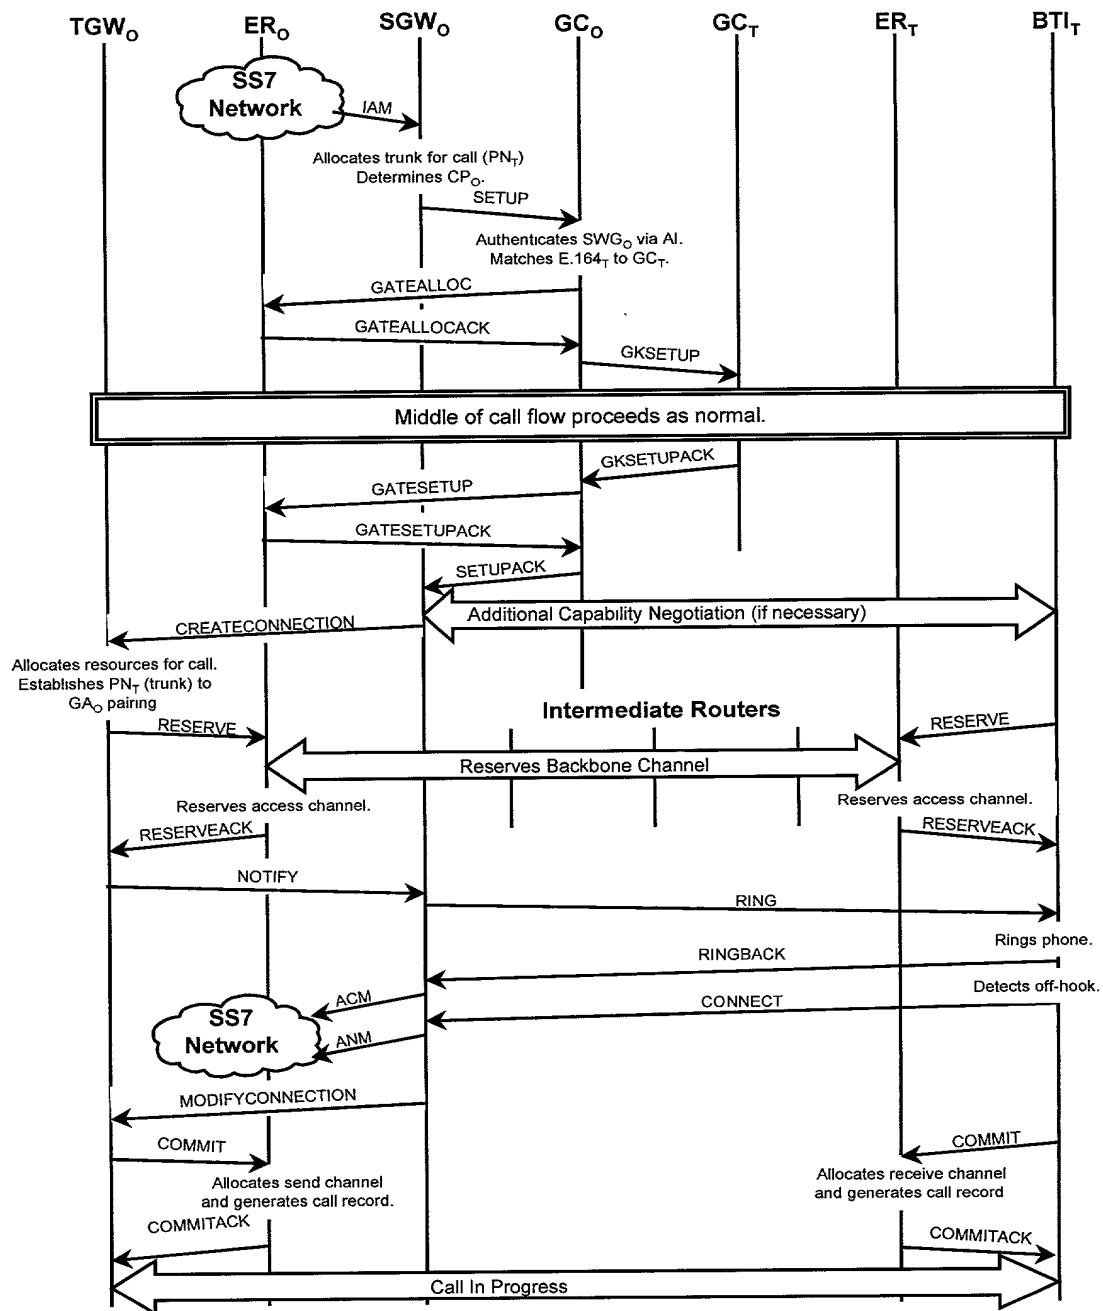 TGWO ERO SGWO GCO GCT ERT BTIT
SS7
Network
IAM
Allocates trunk for call (PNT)
Determines CPO.
SETUP
Authenticates SWGO via AI.
Matches E.164T to GCT.
GATEALLOC
GATEALLOCACK
GKSETUP
Middle of call flow proceeds as normal.
GKSETUPACK
GATESETUP
GATESETUPACK
SETUPACK
Additional Capability Negotiation (if necessary)
CREATECONNECTION
Allocates resources for call.
Establishes PNT (trunk) to
GAO pairing
Intermediate Routers
RESERVE
RESERVE
Reserves Backbone Channel
Reserves access channel.
Reserves access channel.
RESERVEACK
RESERVEACK
NOTIFY
RING
Rings phone.
RINGBACK
Detects off-hook.
ACM
CONNECT
SS7
Network
ANM
MODIFYCONNECTION
COMMIT
COMMIT
Allocates send channel
and generates call record.
Allocates receive channel
and generates call record
COMMITACK
COMMITACK
Call In Progress